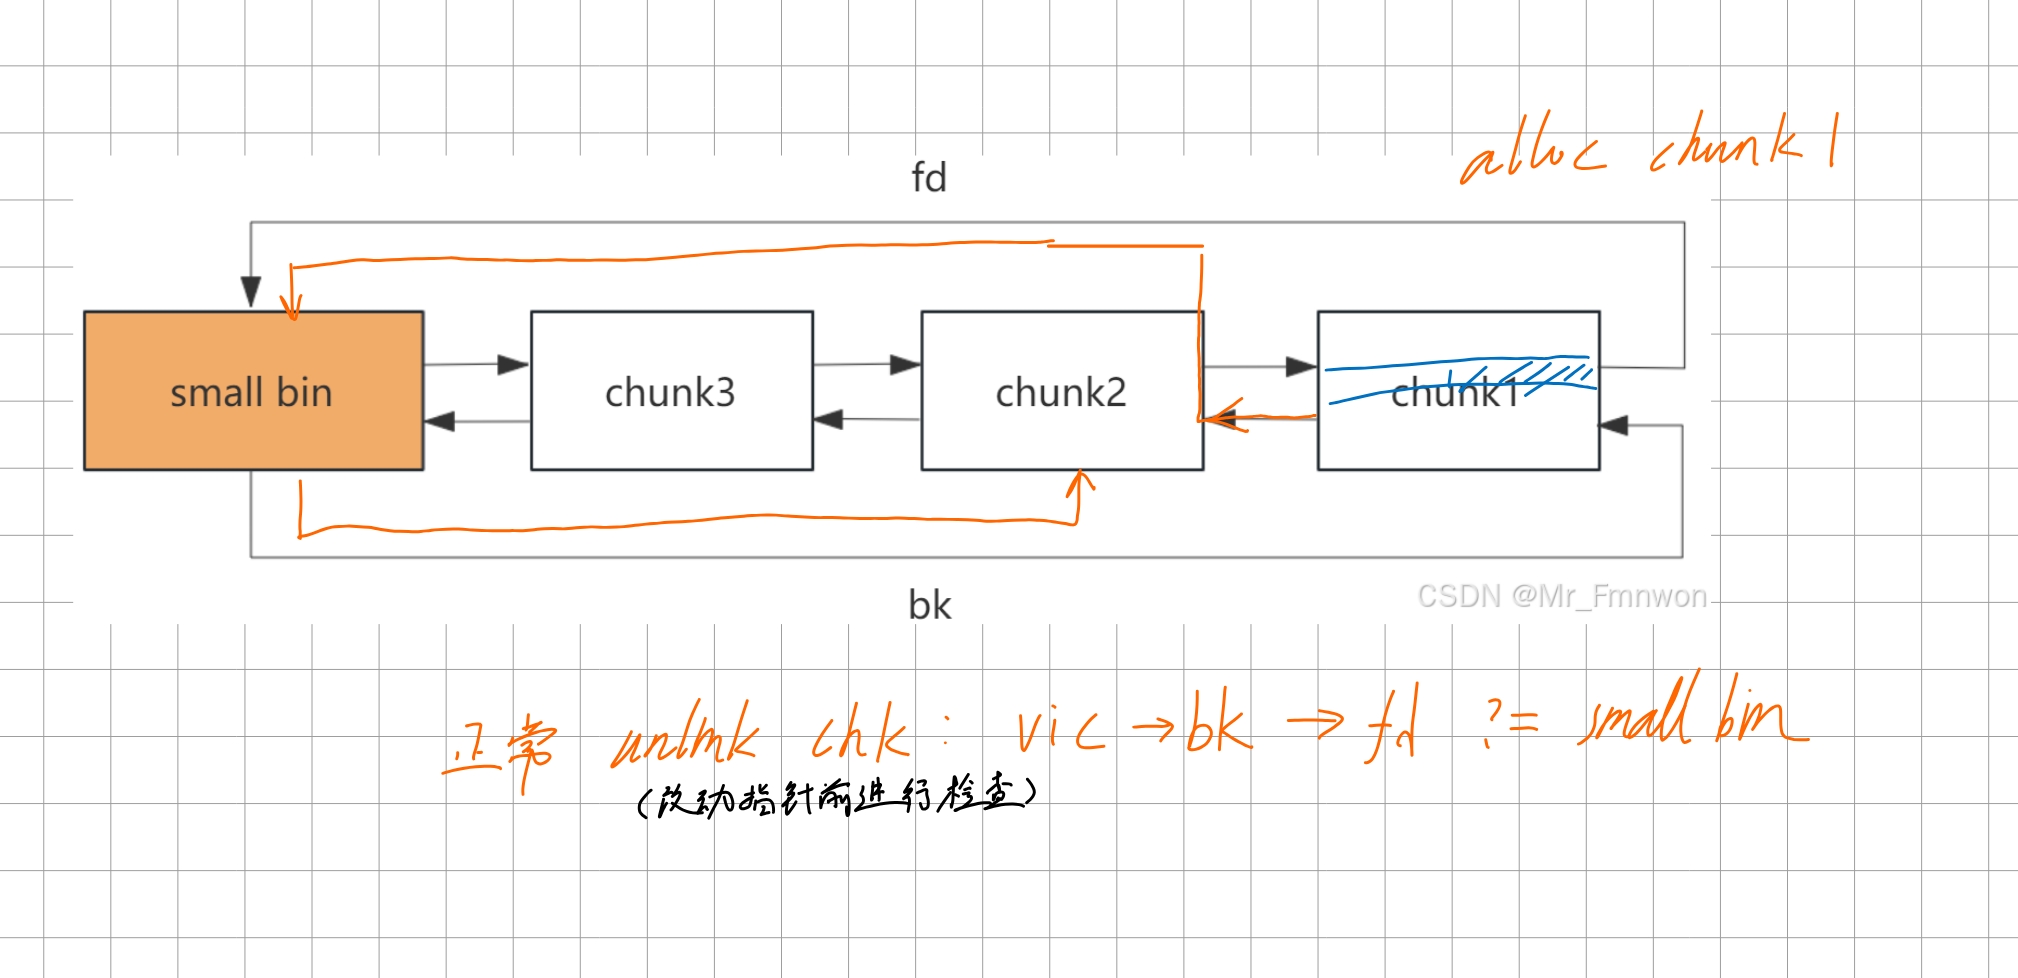 alloc chunk1
fd
small bin
chunk3
chunk2
chunk1
CSDN @Mr_Fmnwon
bk
正常 unlink chk: vic→bk→fd ?= small bin
(改动指针前进行检查)